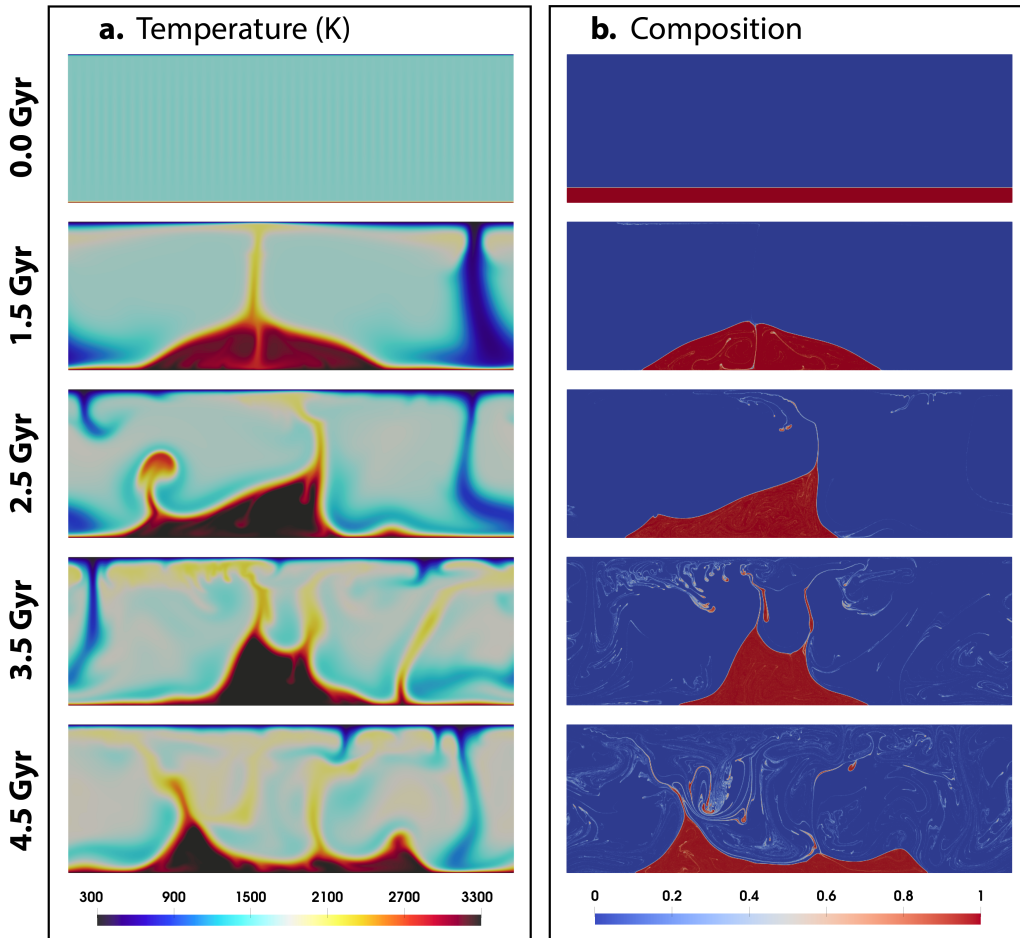 a. Temperature (K)
b. Composition
0.0 Gyr
1.5 Gyr
2.5 Gyr
3.5 Gyr
4.5 Gyr
300 900 1500 2100 2700 3300
0 0.2 0.4 0.6 0.8 1